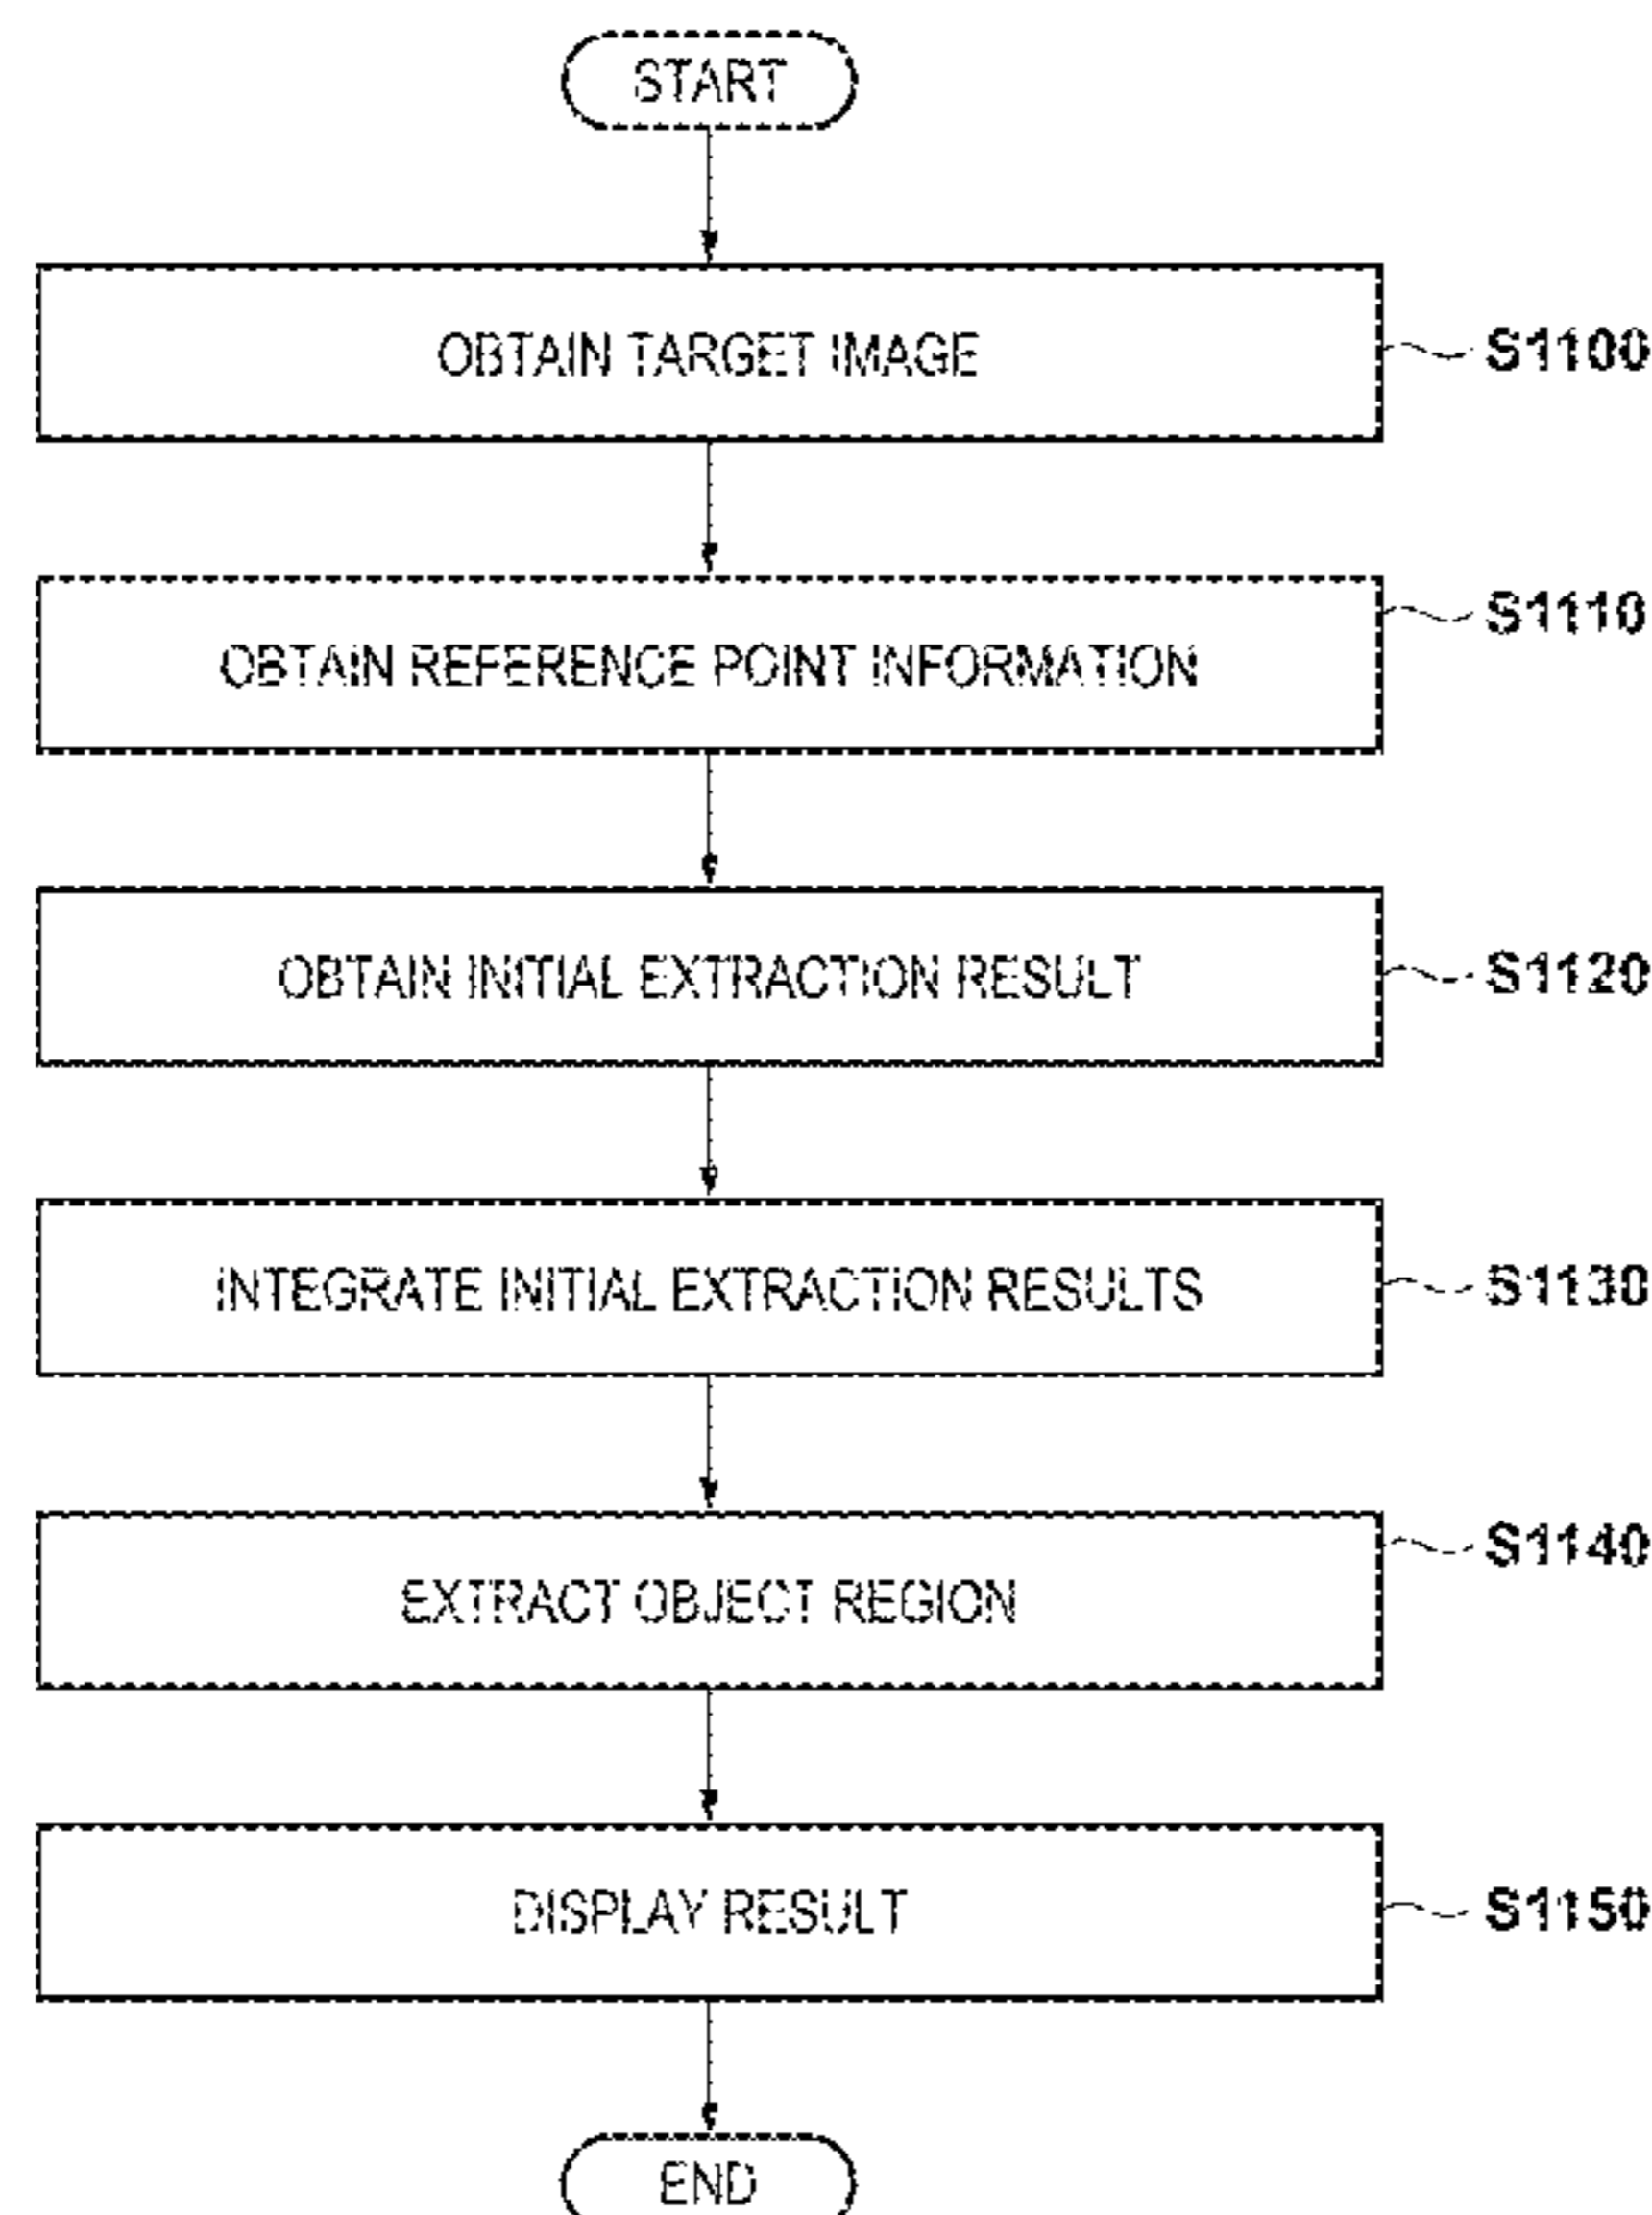 START
OBTAIN TARGET IMAGE
S1100
OBTAIN REFERENCE POINT INFORMATION
S1110
OBTAIN INITIAL EXTRACTION RESULT
S1120
INTEGRATE INITIAL EXTRACTION RESULTS
S1130
EXTRACT OBJECT REGION
S1140
DISPLAY RESULT
S1150
END